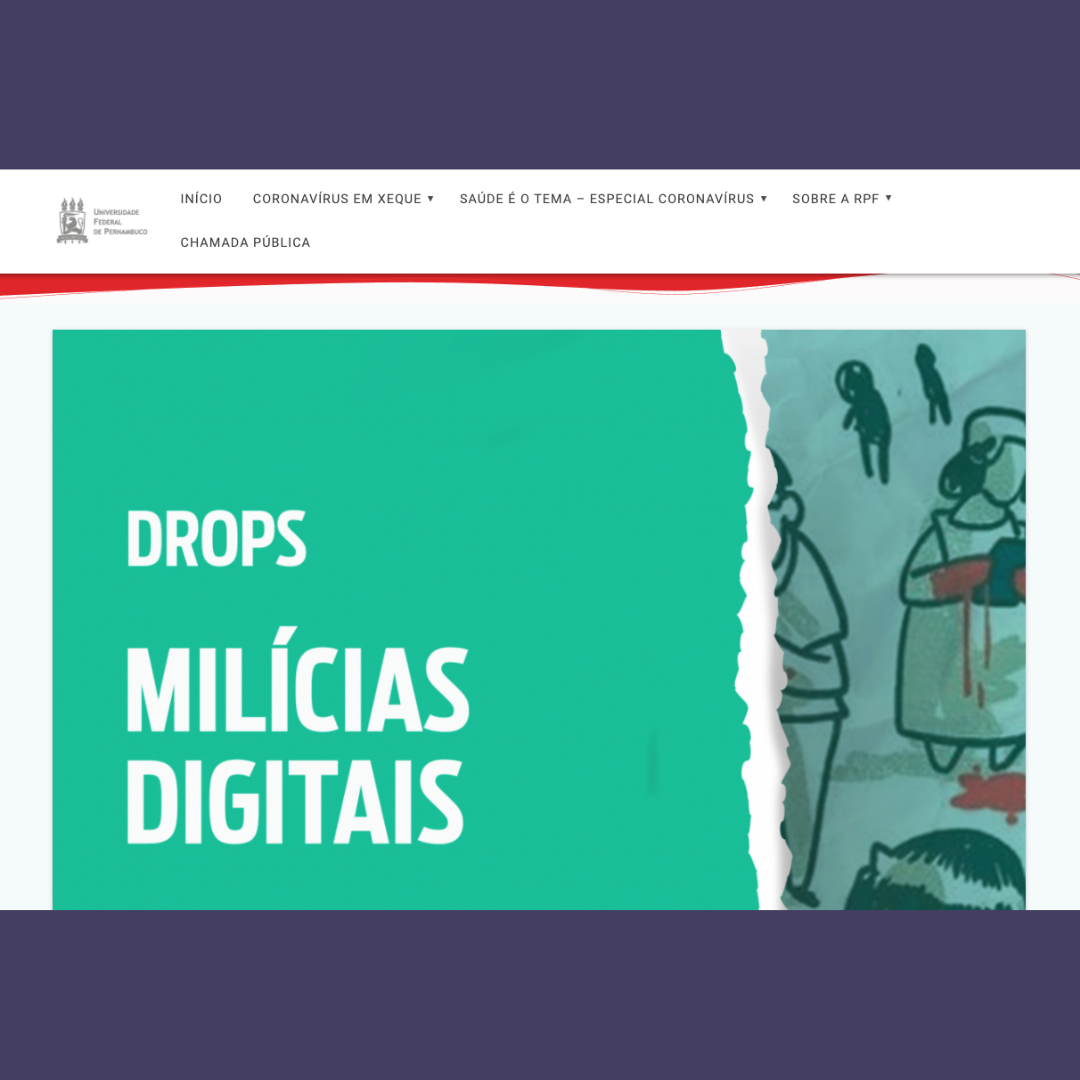 Universidade
Federal
de Pernambuco
INÍCIO
CORONAVÍRUS EM XEQUE ▼
SAÚDE É O TEMA – ESPECIAL CORONAVÍRUS ▼
SOBRE A RPF ▼
CHAMADA PÚBLICA
DROPS
MILÍCIAS
DIGITAIS